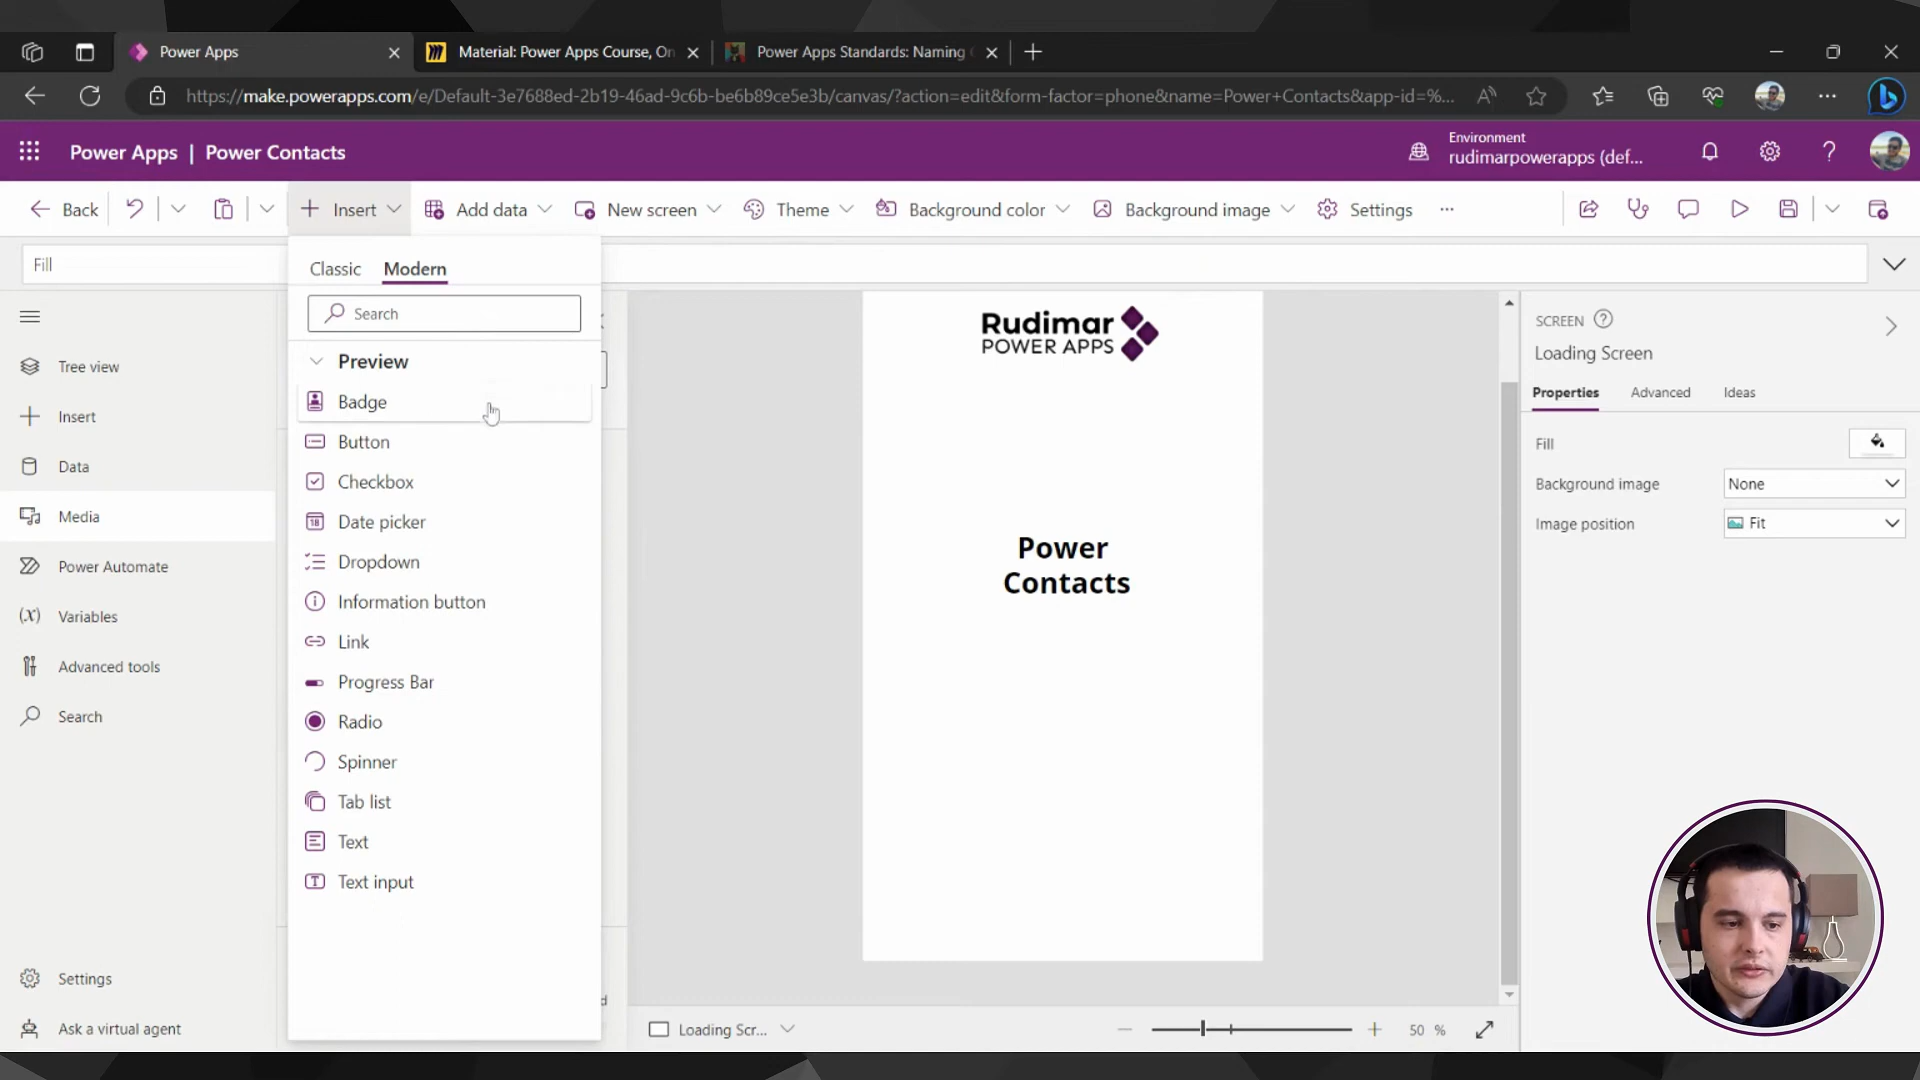 Power Apps
Material: Power Apps Course, On
Power Apps Standards: Naming
https://make.powerapps.com/e/Default-3e7688ed-2b19-46ad-9c6b-be6b89ce5e3b/canvas/?action=edit&form-factor=phone&name=Power+Contacts&app-id=%...
Power Apps | Power Contacts
Environment
rudimarpowerapps (def...
Back
Insert
Add data
New screen
Theme
Background color
Background image
Settings
Fill
Classic
Modern
Search
Preview
Badge
Button
Checkbox
Date picker
Dropdown
Information button
Link
Progress Bar
Radio
Spinner
Tab list
Text
Text input
Tree view
Insert
Data
Media
Power Automate
Variables
Advanced tools
Search
Settings
Ask a virtual agent
Rudimar
POWER APPS
Power
Contacts
Loading Scr...
50 %
SCREEN
Loading Screen
Properties
Advanced
Ideas
Fill
Background image
None
Image position
Fit